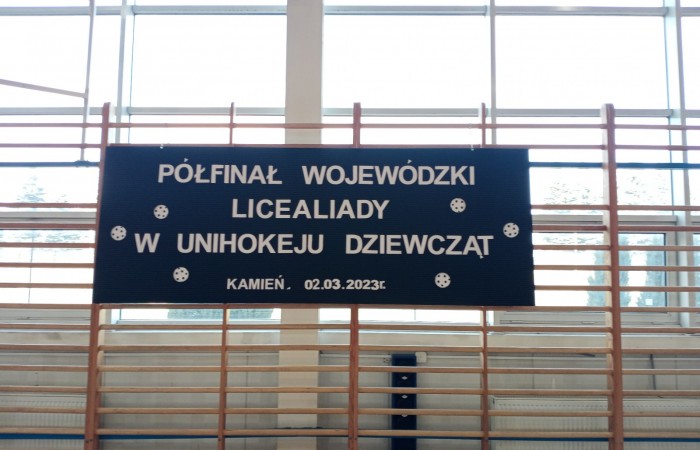 PÓŁFINAŁ WOJEWÓDZKI
LICEALIADY
W UNIHOKEJU DZIEWCZĄT
KAMIEŃ. 02.03.2023r.